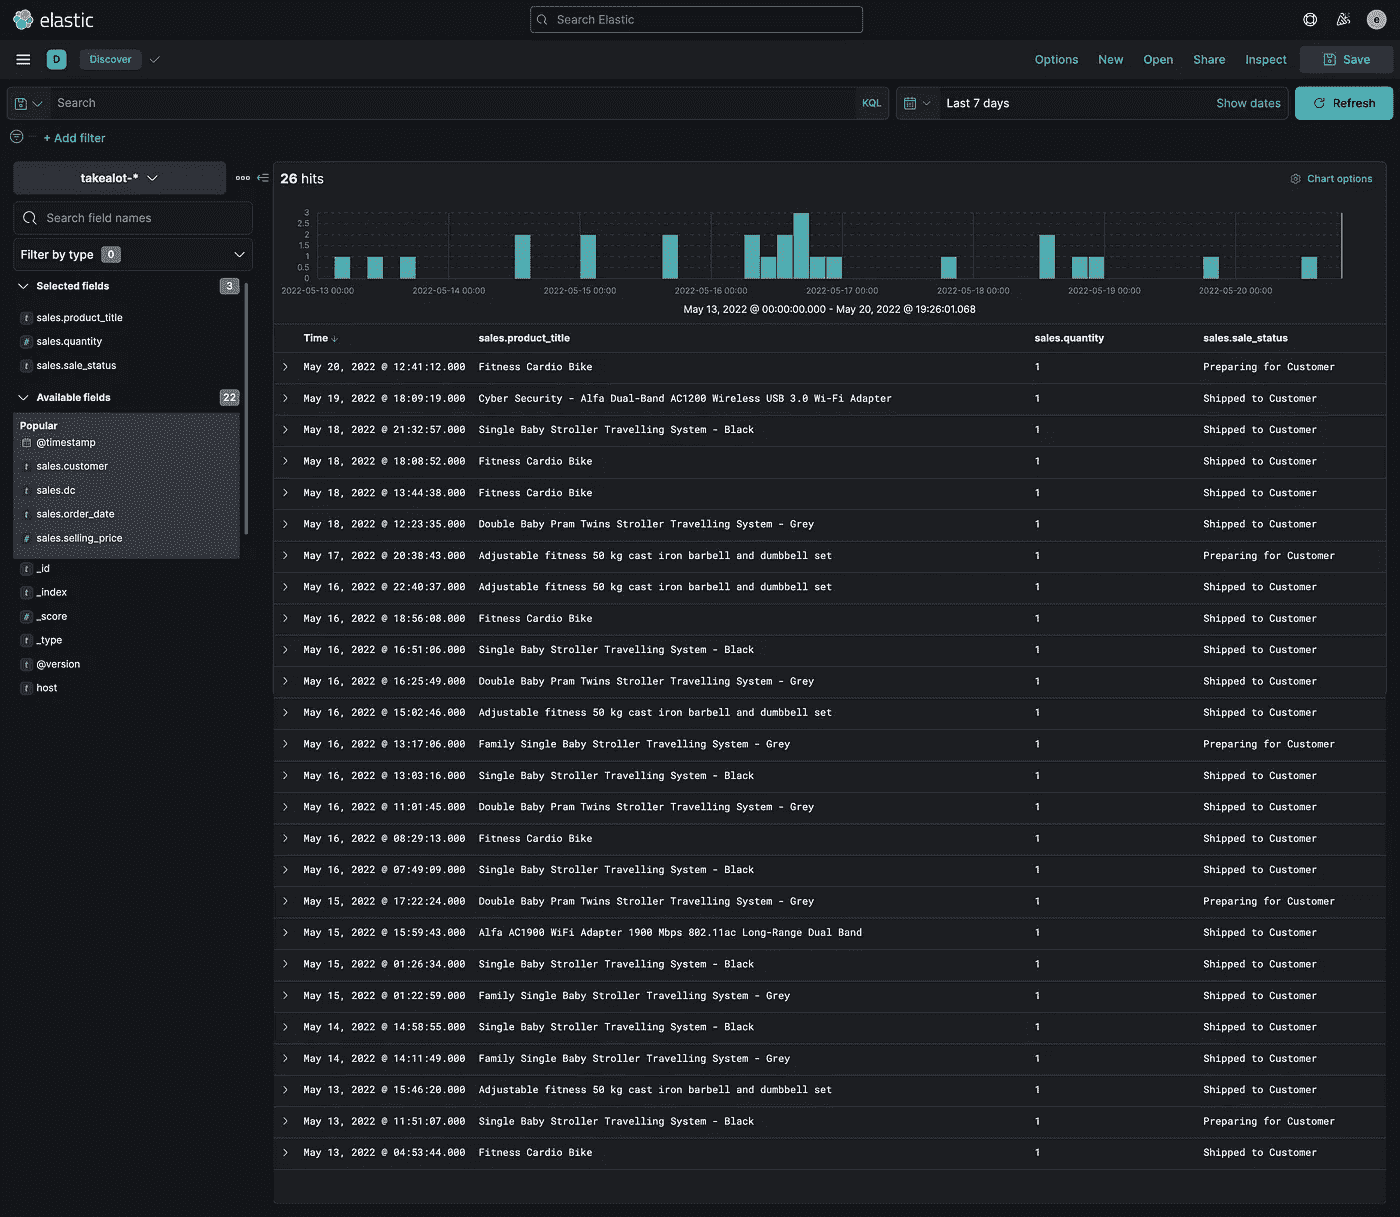 elastic
Search Elastic
e
D Discover
Options New Open Share Inspect Save
Search KQL
Last 7 days Show dates Refresh
+ Add filter
takealot-*
26 hits
Chart options
Search field names
Filter by type 0
Selected fields 3
t sales.product_title
# sales.quantity
t sales.sale_status
Available fields 22
Popular
@timestamp
t sales.customer
t sales.dc
t sales.order_date
# sales.selling_price
t _id
t _index
# _score
t _type
t @version
t host
3
2.5
2
1.5
1
0.5
0
2022-05-13 00:00 2022-05-14 00:00 2022-05-15 00:00 2022-05-16 00:00 2022-05-17 00:00 2022-05-18 00:00 2022-05-19 00:00 2022-05-20 00:00
May 13, 2022 @ 00:00:00.000 - May 20, 2022 @ 19:26:01.068
Time sales.product_title sales.quantity sales.sale_status
May 20, 2022 @ 12:41:12.000 Fitness Cardio Bike 1 Preparing for Customer
May 19, 2022 @ 18:09:19.000 Cyber Security - Alfa Dual-Band AC1200 Wireless USB 3.0 Wi-Fi Adapter 1 Shipped to Customer
May 18, 2022 @ 21:32:57.000 Single Baby Stroller Travelling System - Black 1 Shipped to Customer
May 18, 2022 @ 18:08:52.000 Fitness Cardio Bike 1 Shipped to Customer
May 18, 2022 @ 13:44:38.000 Fitness Cardio Bike 1 Shipped to Customer
May 18, 2022 @ 12:23:35.000 Double Baby Pram Twins Stroller Travelling System - Grey 1 Shipped to Customer
May 17, 2022 @ 20:38:43.000 Adjustable fitness 50 kg cast iron barbell and dumbbell set 1 Preparing for Customer
May 16, 2022 @ 22:40:37.000 Adjustable fitness 50 kg cast iron barbell and dumbbell set 1 Shipped to Customer
May 16, 2022 @ 18:56:08.000 Fitness Cardio Bike 1 Shipped to Customer
May 16, 2022 @ 16:51:06.000 Single Baby Stroller Travelling System - Black 1 Shipped to Customer
May 16, 2022 @ 16:25:49.000 Double Baby Pram Twins Stroller Travelling System - Grey 1 Shipped to Customer
May 16, 2022 @ 15:02:46.000 Adjustable fitness 50 kg cast iron barbell and dumbbell set 1 Shipped to Customer
May 16, 2022 @ 13:17:06.000 Family Single Baby Stroller Travelling System - Grey 1 Preparing for Customer
May 16, 2022 @ 13:03:16.000 Single Baby Stroller Travelling System - Black 1 Shipped to Customer
May 16, 2022 @ 11:01:45.000 Double Baby Pram Twins Stroller Travelling System - Grey 1 Shipped to Customer
May 16, 2022 @ 08:29:13.000 Fitness Cardio Bike 1 Shipped to Customer
May 16, 2022 @ 07:49:09.000 Single Baby Stroller Travelling System - Black 1 Shipped to Customer
May 15, 2022 @ 17:22:24.000 Double Baby Pram Twins Stroller Travelling System - Grey 1 Preparing for Customer
May 15, 2022 @ 15:59:43.000 Alfa AC1900 WiFi Adapter 1900 Mbps 802.11ac Long-Range Dual Band 1 Shipped to Customer
May 15, 2022 @ 01:26:34.000 Single Baby Stroller Travelling System - Black 1 Shipped to Customer
May 15, 2022 @ 01:22:59.000 Family Single Baby Stroller Travelling System - Grey 1 Shipped to Customer
May 14, 2022 @ 14:58:55.000 Single Baby Stroller Travelling System - Black 1 Shipped to Customer
May 14, 2022 @ 14:11:49.000 Family Single Baby Stroller Travelling System - Grey 1 Shipped to Customer
May 13, 2022 @ 15:46:20.000 Adjustable fitness 50 kg cast iron barbell and dumbbell set 1 Shipped to Customer
May 13, 2022 @ 11:51:07.000 Single Baby Stroller Travelling System - Black 1 Preparing for Customer
May 13, 2022 @ 04:53:44.000 Fitness Cardio Bike 1 Shipped to Customer